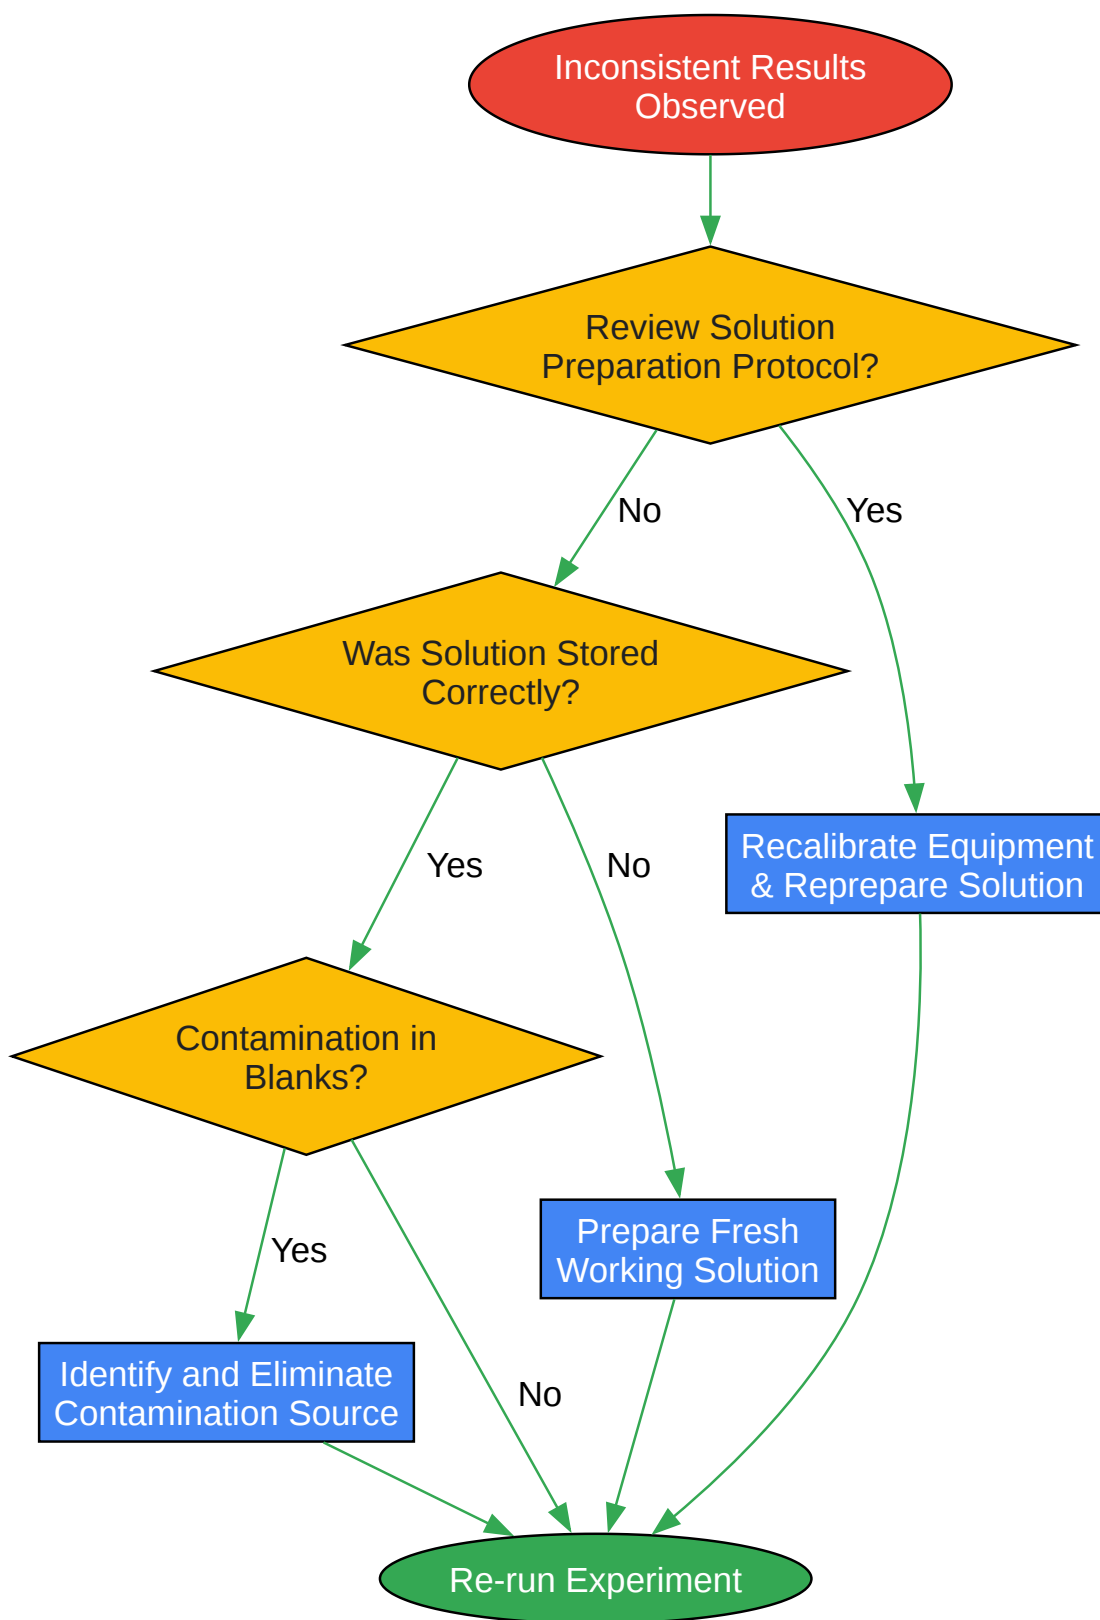 Inconsistent Results
Observed
Review Solution
Preparation Protocol?
No
Yes
Was Solution Stored
Correctly?
Yes
No
Recalibrate Equipment
& Reprepare Solution
Contamination in
Blanks?
Yes
Prepare Fresh
Working Solution
Identify and Eliminate
Contamination Source
No
Re-run Experiment